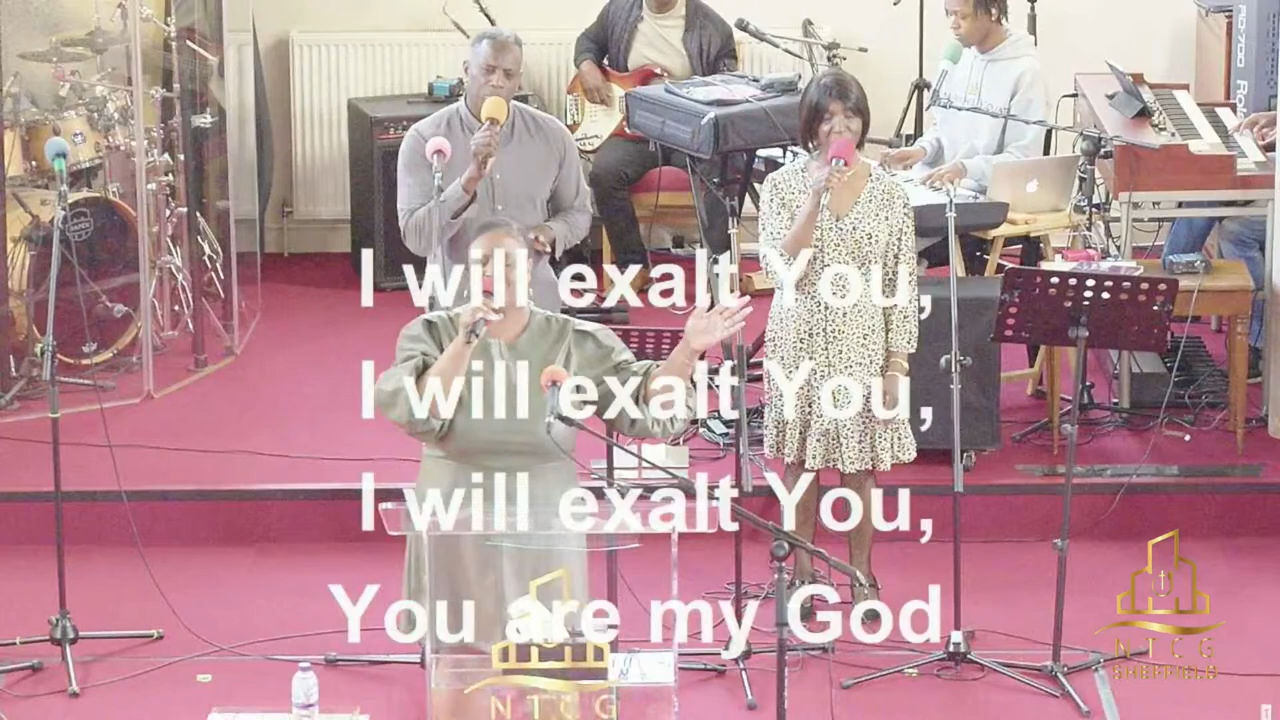 I will exalt You,
I will exalt You,
I will exalt You,
You are my God
NTCG
SHEFFIELD
NTCG